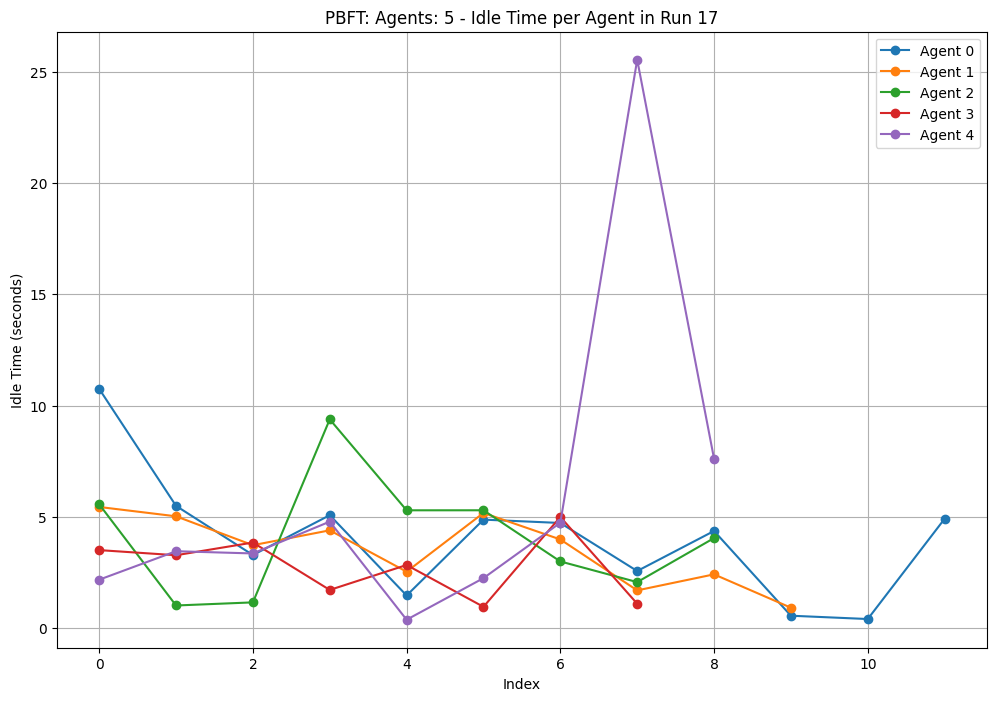 PBFT: Agents: 5 - Idle Time per Agent in Run 17
Agent 0
Agent 1
Agent 2
Agent 3
Agent 4
Idle Time (seconds)
25
20
15
10
5
0
0 2 4 6 8 10
Index